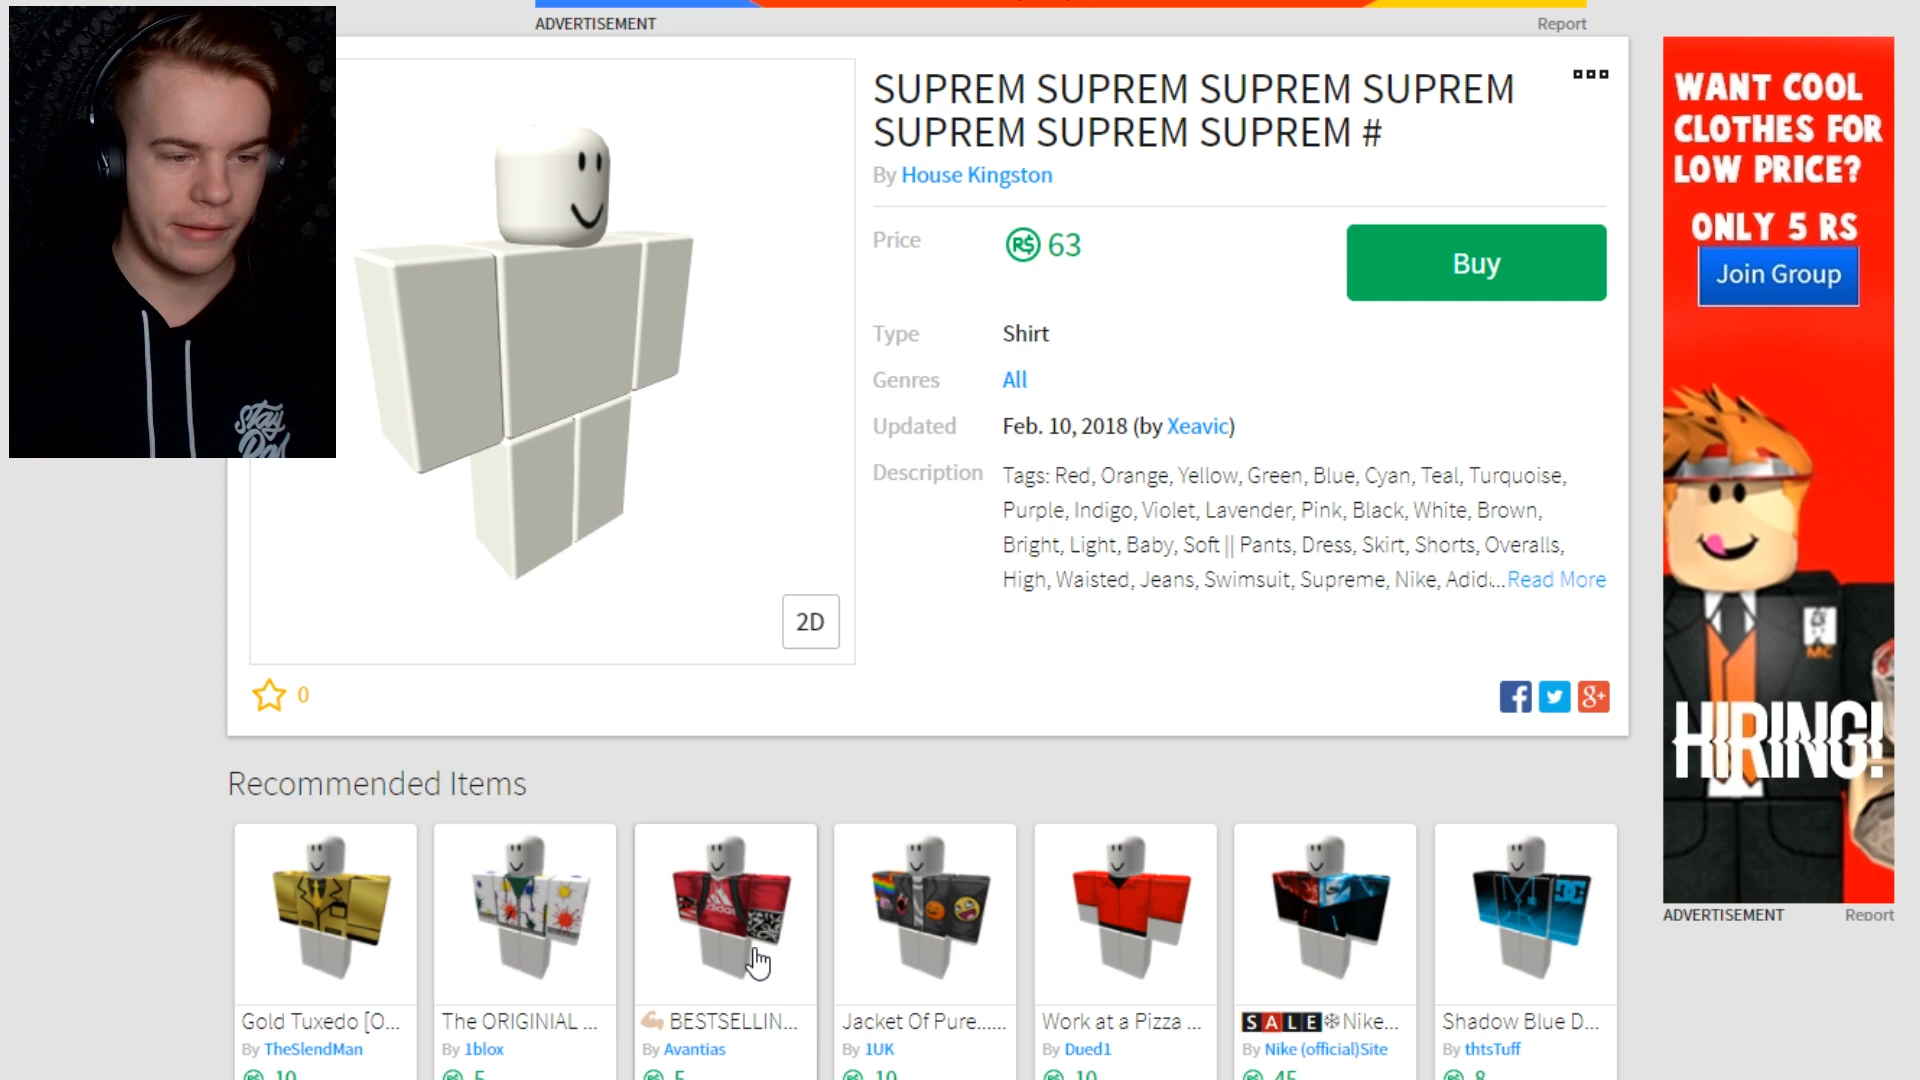 ADVERTISEMENT
Report
SUPREM SUPREM SUPREM SUPREM
SUPREM SUPREM SUPREM #
By House Kingston
Price
R$ 63
Buy
Type
Shirt
Genres
All
Updated
Feb. 10, 2018 (by Xeavic)
Description
Tags: Red, Orange, Yellow, Green, Blue, Cyan, Teal, Turquoise,
Purple, Indigo, Violet, Lavender, Pink, Black, White, Brown,
Bright, Light, Baby, Soft || Pants, Dress, Skirt, Shorts, Overalls,
High, Waisted, Jeans, Swimsuit, Supreme, Nike, Adid...Read More
2D
0
f
g+
Stay
Rad
WANT COOL
CLOTHES FOR
LOW PRICE?
ONLY 5 RS
Join Group
MC
HIRING!
ADVERTISEMENT
Report
Recommended Items
adidas
DC
Gold Tuxedo [O...
The ORIGINIAL ...
BESTSELLIN...
Jacket Of Pure......
Work at a Pizza ...
SALE Nike...
Shadow Blue D...
By TheSlendMan
By 1blox
By Avantias
By 1UK
By Dued1
By Nike (official)Site
By thtsTuff
10
5
5
10
10
45
8